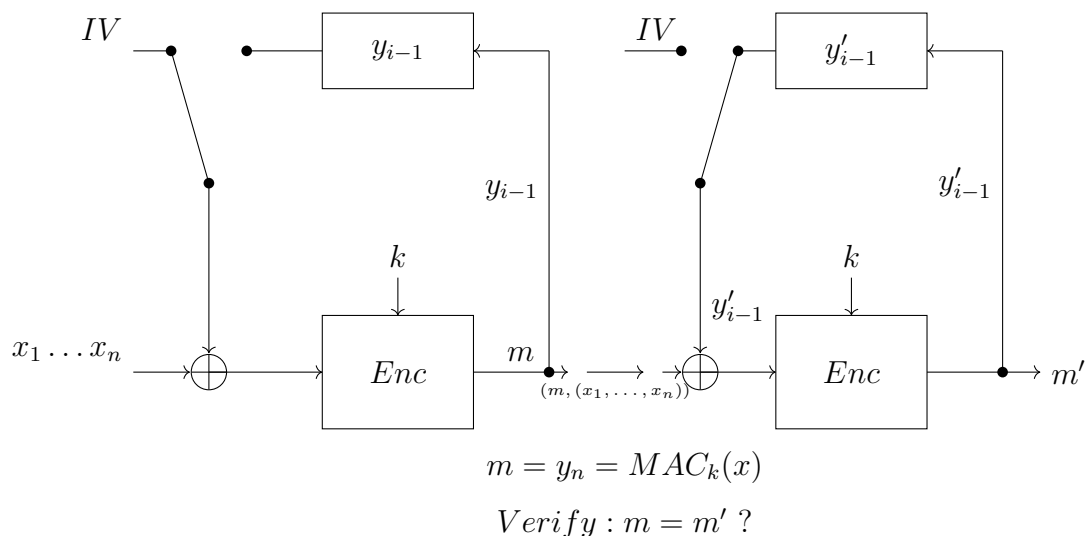 IV
y_{i−1}
IV
y′_{i−1}
y_{i−1}
y′_{i−1}
k
k
y′_{i−1}
x_1 … x_n
Enc
m
(m, (x_1, …, x_n))
Enc
m′
m = y_n = MAC_k(x)
Verify : m = m′ ?